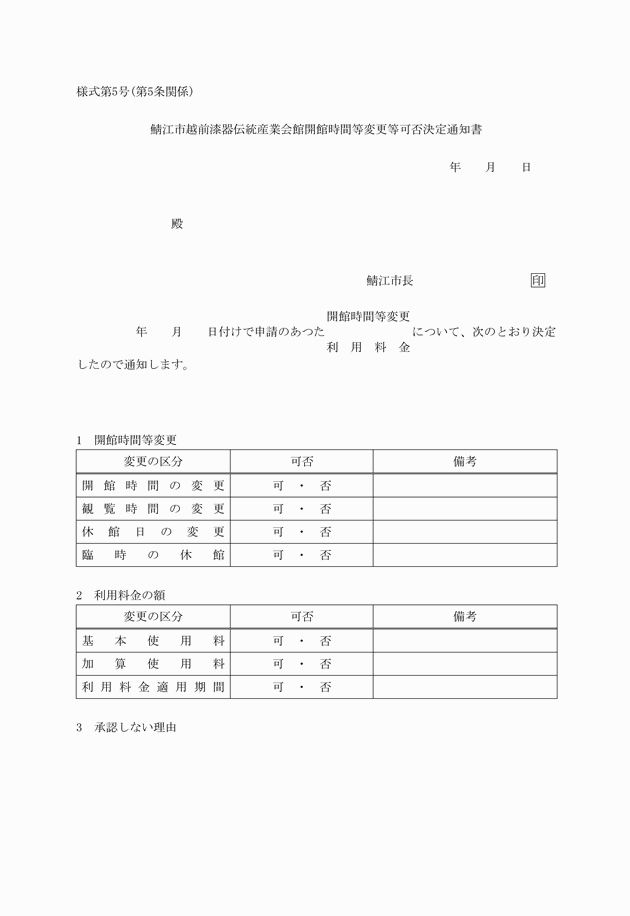 様式第5号(第5条関係)
鯖江市越前漆器伝統産業会館開館時間等変更等可否決定通知書
年　　月　　日
殿
鯖江市長　　　　　　　　　　印
開館時間等変更
年　　月　　日付けで申請のあつた　　　　　　　について、次のとおり決定
利　用　料　金
したので通知します。
1　開館時間等変更
変更の区分　可否　備考
開館時間の変更　可　・　否
観覧時間の変更　可　・　否
休館日の変更　可　・　否
臨時の休館　可　・　否
2　利用料金の額
変更の区分　可否　備考
基本使用料　可　・　否
加算使用料　可　・　否
利用料金適用期間　可　・　否
3　承認しない理由